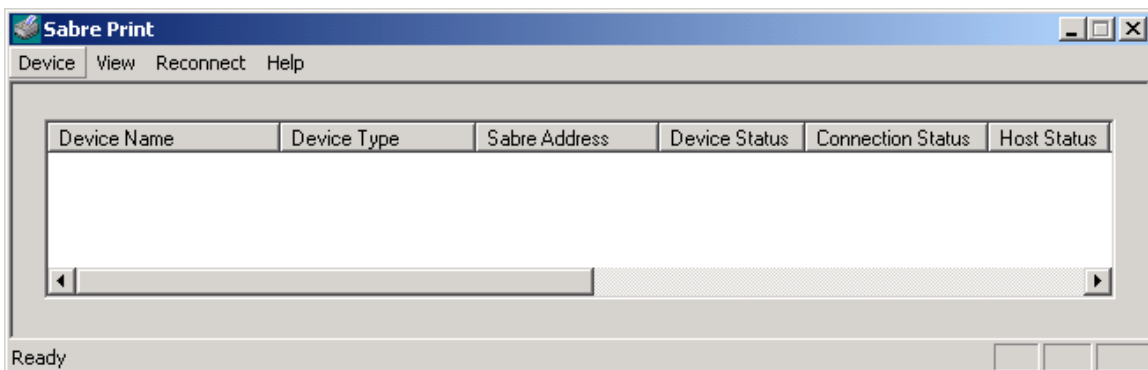 Sabre Print
Device View Reconnect Help
Device Name Device Type Sabre Address Device Status Connection Status Host Status
Ready